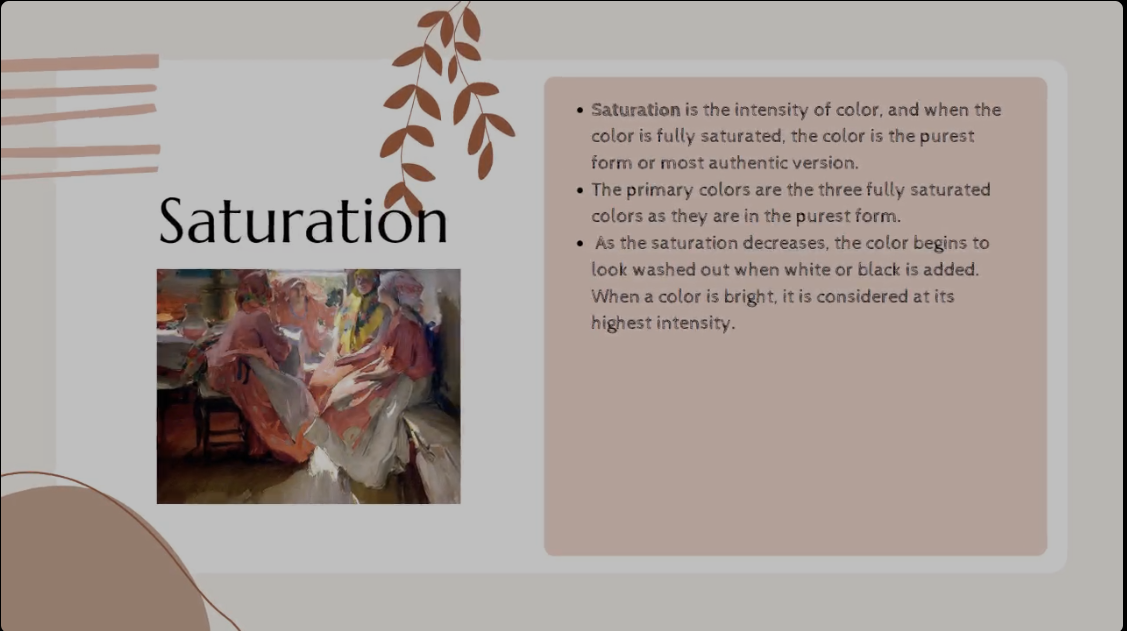 Saturation
• Saturation is the intensity of color, and when the
color is fully saturated, the color is the purest
form or most authentic version.
• The primary colors are the three fully saturated
colors as they are in the purest form.
• As the saturation decreases, the color begins to
look washed out when white or black is added.
When a color is bright, it is considered at its
highest intensity.